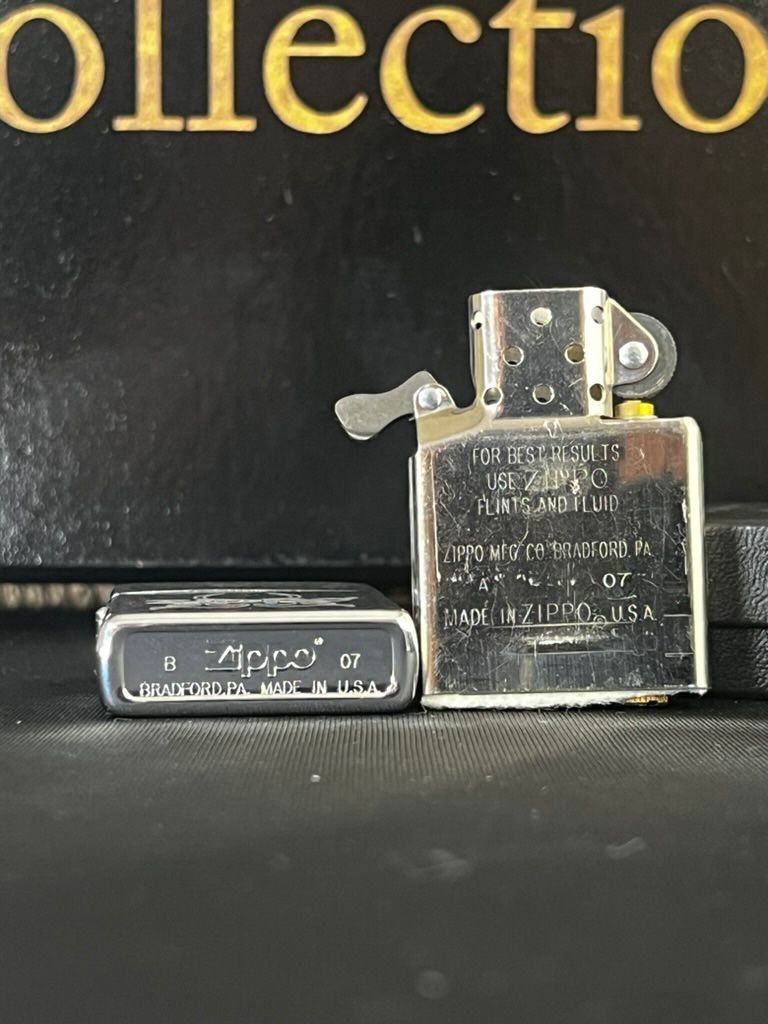 ollectio
FOR BEST RESULTS
USE ZIPPO
FLINTS AND FLUID
ZIPPO MFG. CO. BRADFORD, PA.
A 07
MADE IN ZIPPO® U.S.A.
B Zippo® 07
BRADFORD, PA. MADE IN U.S.A.